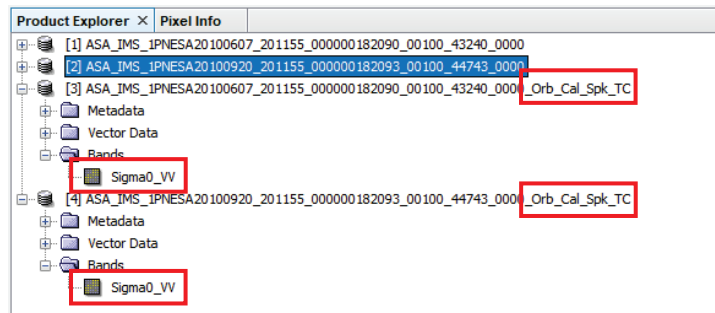 Product Explorer × Pixel Info
[1] ASA_IMS_1PNESA20100607_201155_000000182090_00100_43240_0000
[2] ASA_IMS_1PNESA20100920_201155_000000182093_00100_44743_0000
[3] ASA_IMS_1PNESA20100607_201155_000000182090_00100_43240_0000_Orb_Cal_Spk_TC
Metadata
Vector Data
Bands
Sigma0_VV
[4] ASA_IMS_1PNESA20100920_201155_000000182093_00100_44743_0000_Orb_Cal_Spk_TC
Metadata
Vector Data
Bands
Sigma0_VV